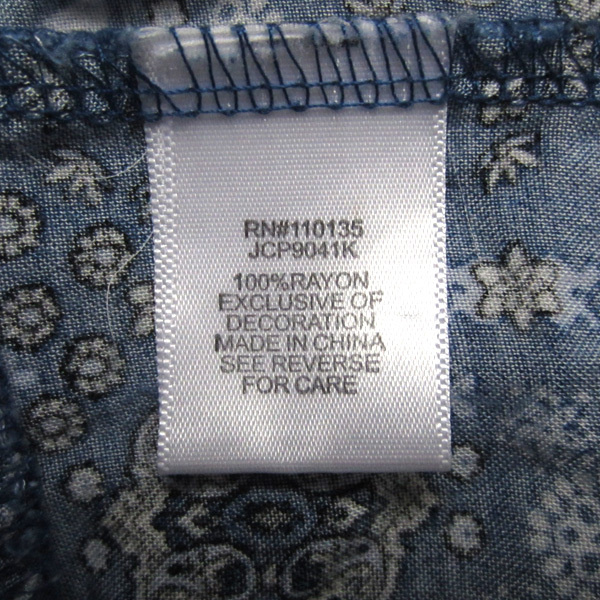 RN#110135
JCP9041K
100%RAYON
EXCLUSIVE OF
DECORATION
MADE IN CHINA
SEE REVERSE
FOR CARE